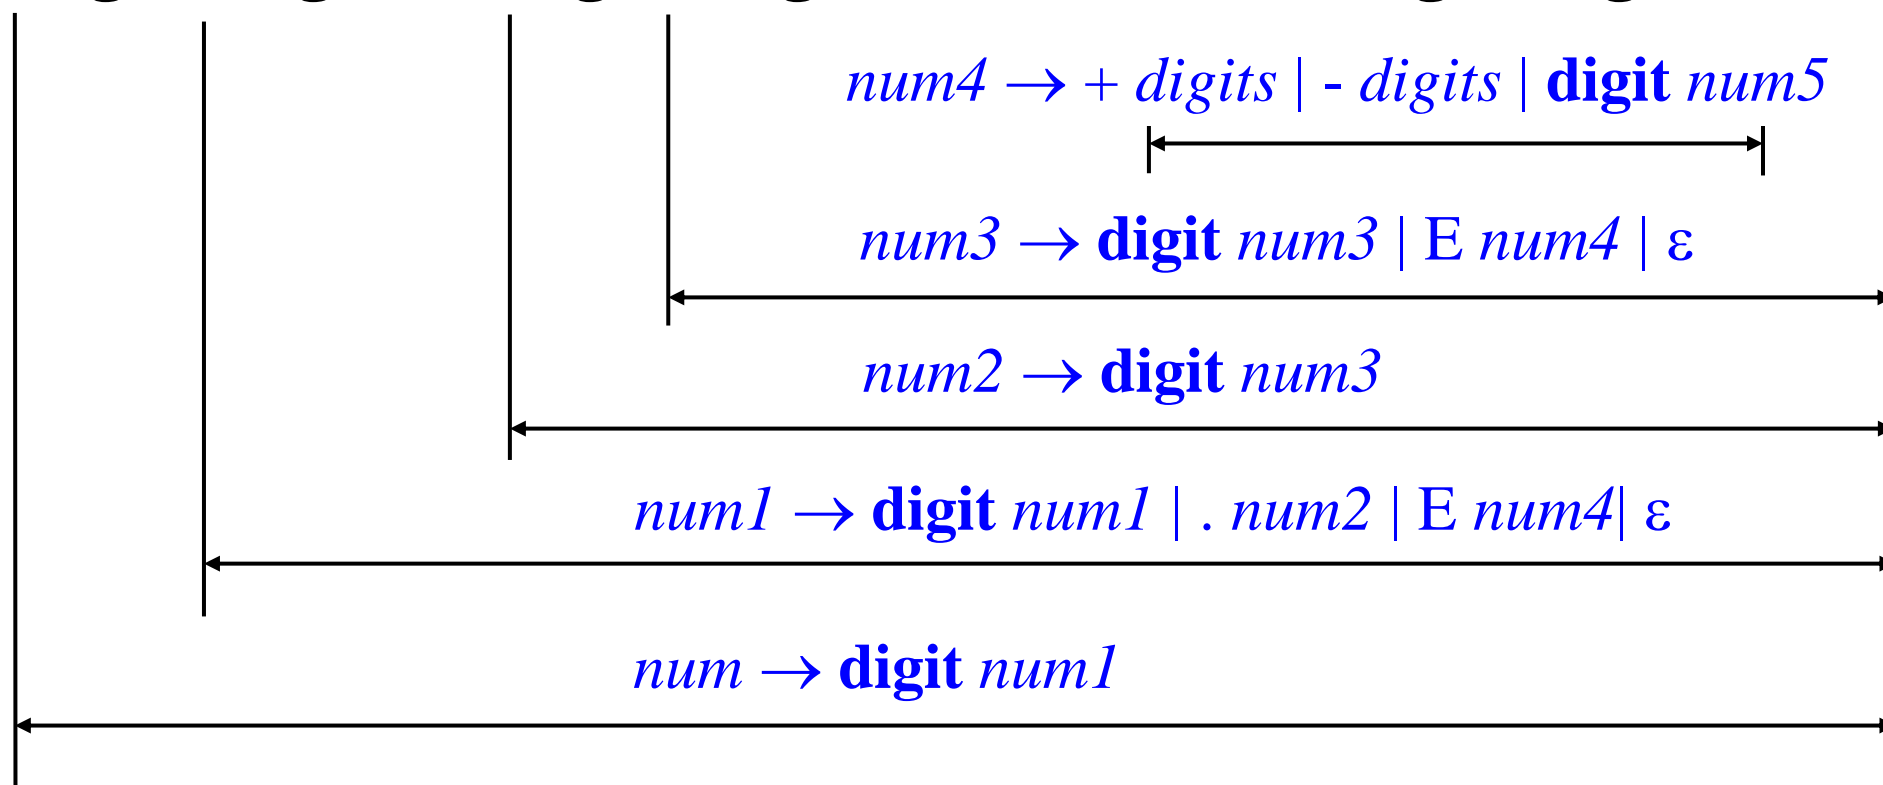 num4 → + digits | - digits | digit num5
num3 → digit num3 | E num4 | ε
num2 → digit num3
num1 → digit num1 | . num2 | E num4| ε
num → digit num1